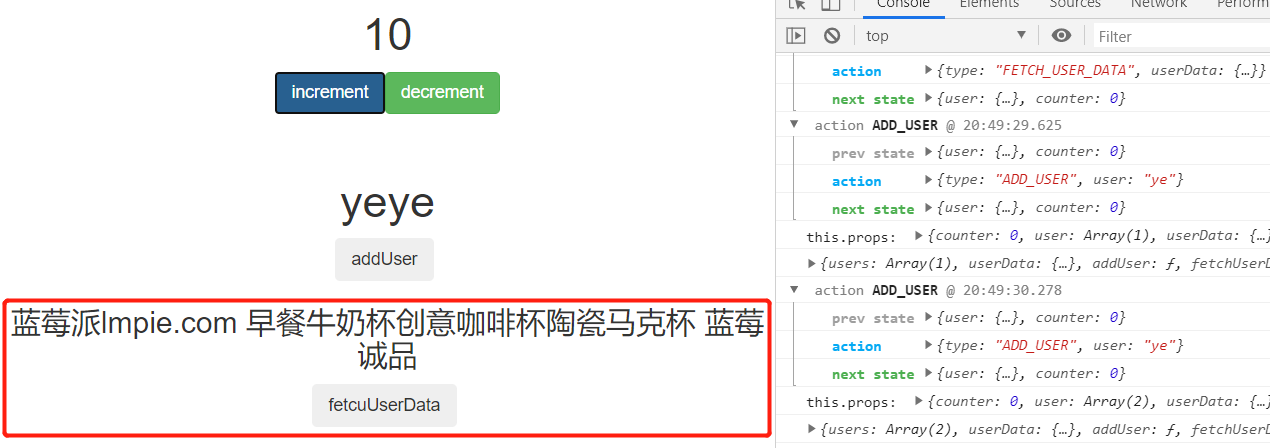 10
increment
decrement
yeye
addUser
蓝莓派lmpie.com 早餐牛奶杯创意咖啡杯陶瓷马克杯 蓝莓
诚品
fetcuUserData
Console
Elements
Sources
Network
Perform
top
Filter
action {type: "FETCH_USER_DATA", userData: {…}}
next state {user: {…}, counter: 0}
action ADD_USER @ 20:49:29.625
prev state {user: {…}, counter: 0}
action {type: "ADD_USER", user: "ye"}
next state {user: {…}, counter: 0}
this.props: {counter: 0, user: Array(1), userData: {…
{users: Array(1), userData: {…}, addUser: ƒ, fetchUserD
action ADD_USER @ 20:49:30.278
prev state {user: {…}, counter: 0}
action {type: "ADD_USER", user: "ye"}
next state {user: {…}, counter: 0}
this.props: {counter: 0, user: Array(2), userData: {…
{users: Array(2), userData: {…}, addUser: ƒ, fetchUserD